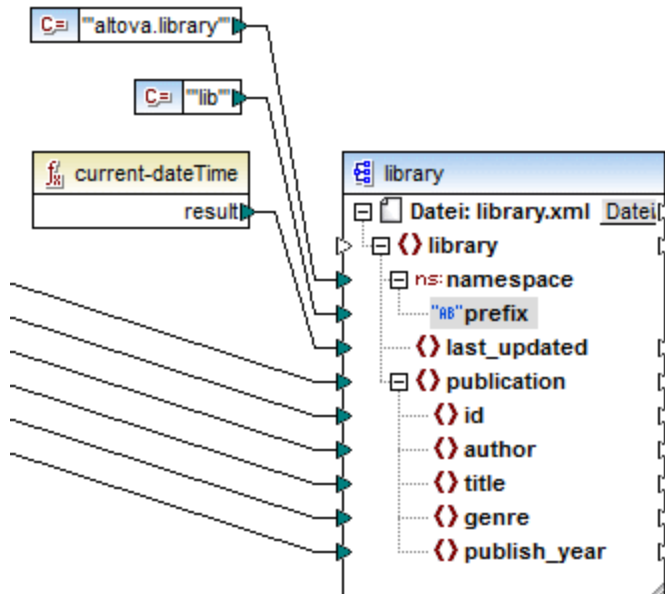 C= ""altova.library""
C= ""lib""
fx current-dateTime
result
library
Datei: library.xml Datei
library
ns: namespace
"AB" prefix
last_updated
publication
id
author
title
genre
publish_year